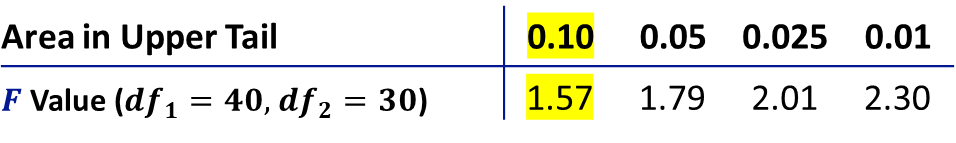 Area in Upper Tail 0.10 0.05 0.025 0.01
F Value (df₁ = 40, df₂ = 30) 1.57 1.79 2.01 2.30